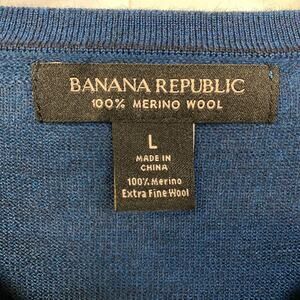 BANANA REPUBLIC
100% MERINO WOOL
L
MADE IN
CHINA
100% Merino
Extra Fine Wool